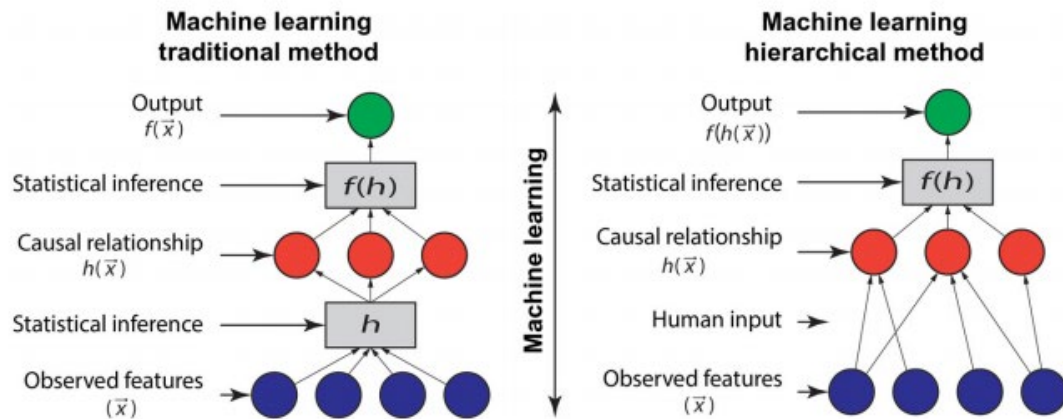 Machine learning
traditional method
Output
f(x⃗)
Statistical inference
f(h)
Causal relationship
h(x⃗)
Statistical inference
h
Observed features
(x⃗)
Machine learning
Machine learning
hierarchical method
Output
f(h(x⃗))
Statistical inference
f(h)
Causal relationship
h(x⃗)
Human input
Observed features
(x⃗)